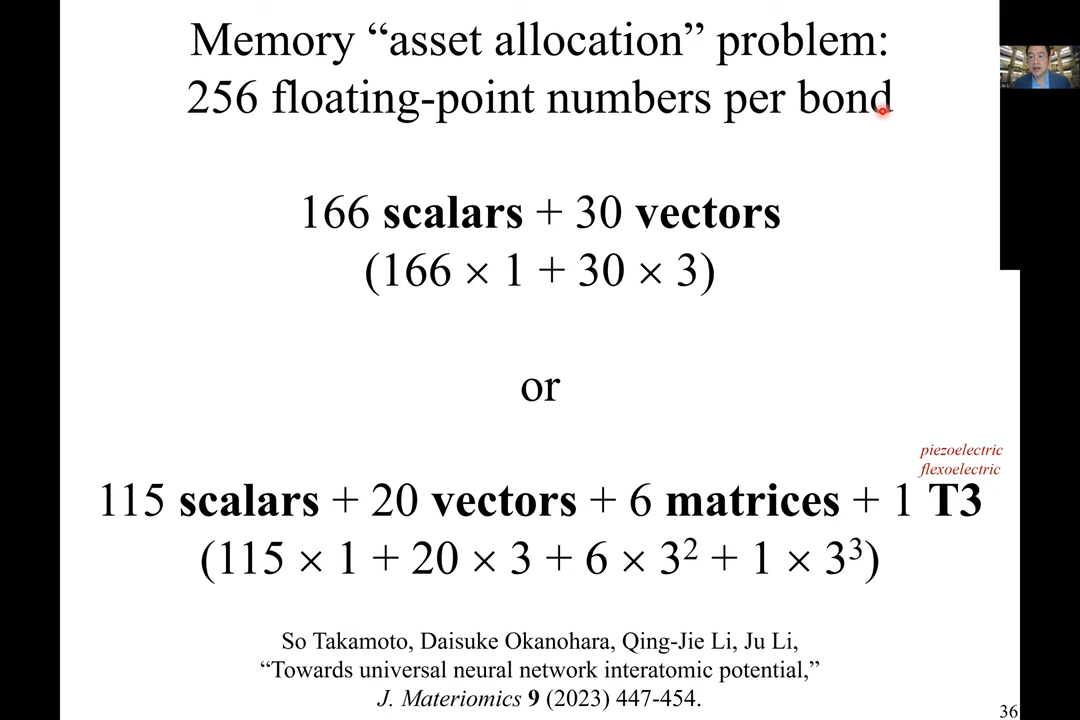 Memory “asset allocation” problem:
256 floating-point numbers per bond
166 scalars + 30 vectors
(166 × 1 + 30 × 3)
or
piezoelectric
flexoelectric
115 scalars + 20 vectors + 6 matrices + 1 T3
(115 × 1 + 20 × 3 + 6 × 3² + 1 × 3³)
So Takamoto, Daisuke Okanohara, Qing-Jie Li, Ju Li,
“Towards universal neural network interatomic potential,”
J. Materiomics 9 (2023) 447-454.
36